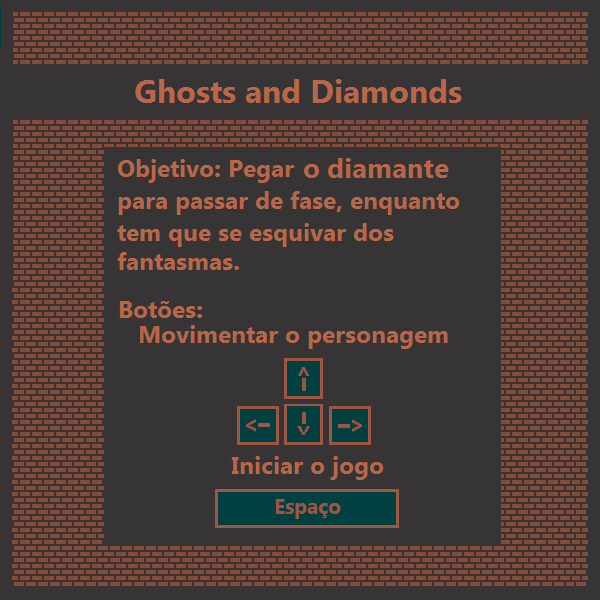 Ghosts and Diamonds
Objetivo: Pegar o diamante
para passar de fase, enquanto
tem que se esquivar dos
fantasmas.
Botões:
Movimentar o personagem
^
<- -> 
Iniciar o jogo
Espaço